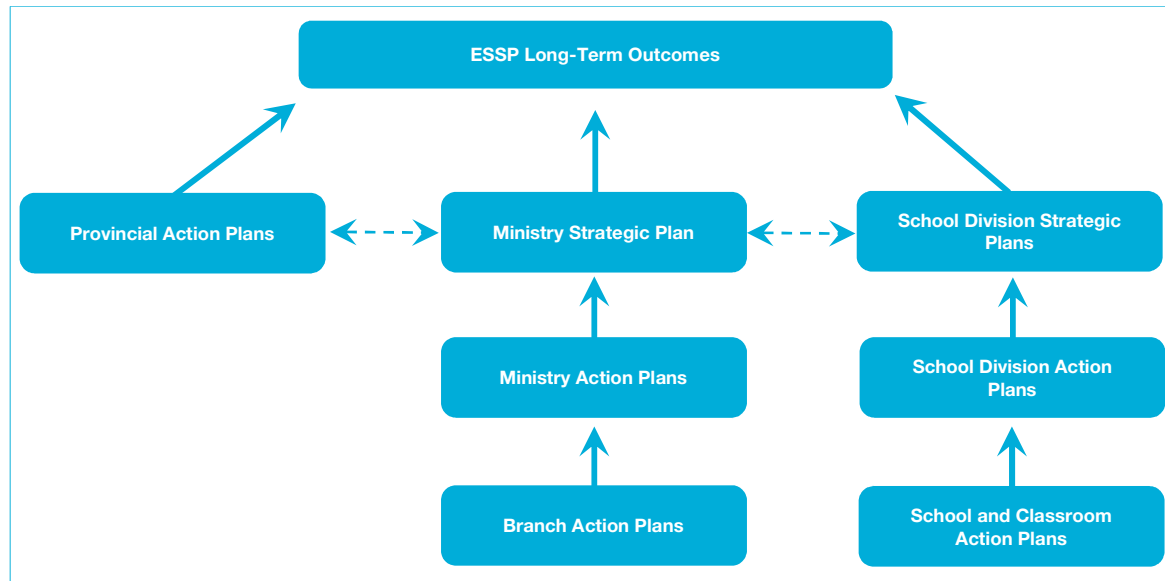 ESSP Long-Term Outcomes
Provincial Action Plans
Ministry Strategic Plan
School Division Strategic
Plans
Ministry Action Plans
School Division Action
Plans
Branch Action Plans
School and Classroom
Action Plans